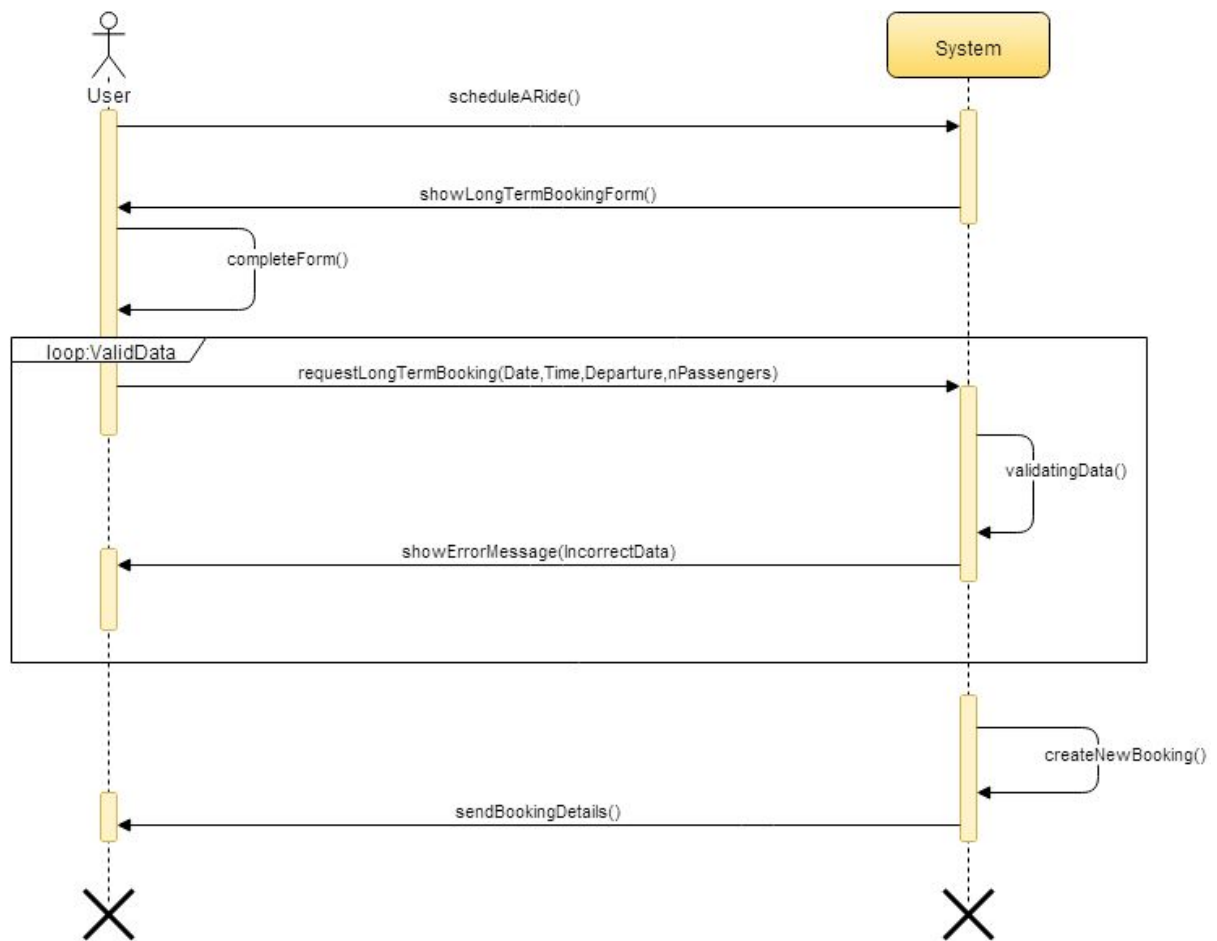 System
User
scheduleARide()
showLongTermBookingForm()
completeForm()
loop:ValidData
requestLongTermBooking(Date,Time,Departure,nPassengers)
validatingData()
showErrorMessage(IncorrectData)
createNewBooking()
sendBookingDetails()